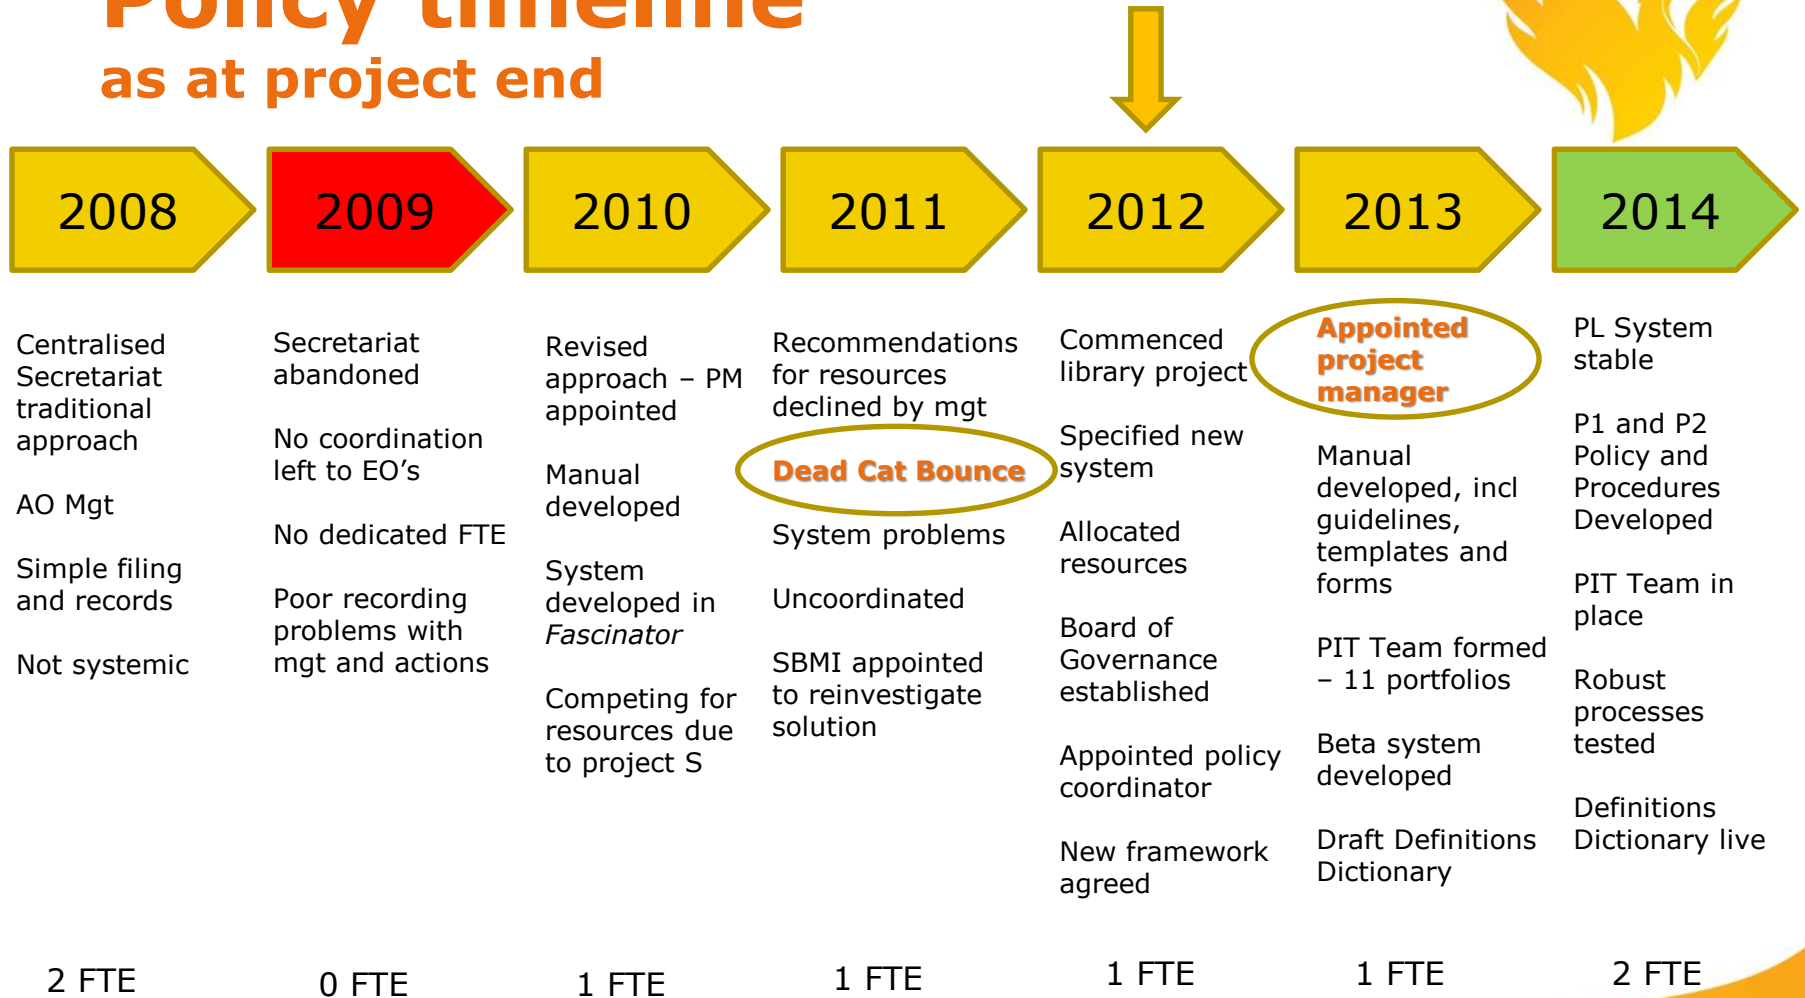 Policy timeline
as at project end
2008
2009
2010
2011
2012
2013
2014
Centralised
Secretariat
traditional
approach
AO Mgt
Simple filing
and records
Not systemic
Secretariat
abandoned
No coordination
left to EO’s
No dedicated FTE
Poor recording
problems with
mgt and actions
Revised
approach – PM
appointed
Manual
developed
System
developed in
Fascinator
Competing for
resources due
to project S
Recommendations
for resources
declined by mgt
Dead Cat Bounce
System problems
Uncoordinated
SBMI appointed
to reinvestigate
solution
Commenced
library project
Specified new
system
Allocated
resources
Board of
Governance
established
Appointed policy
coordinator
New framework
agreed
Appointed
project
manager
Manual
developed, incl
guidelines,
templates and
forms
PIT Team formed
– 11 portfolios
Beta system
developed
Draft Definitions
Dictionary
PL System
stable
P1 and P2
Policy and
Procedures
Developed
PIT Team in
place
Robust
processes
tested
Definitions
Dictionary live
2 FTE
0 FTE
1 FTE
1 FTE
1 FTE
1 FTE
2 FTE